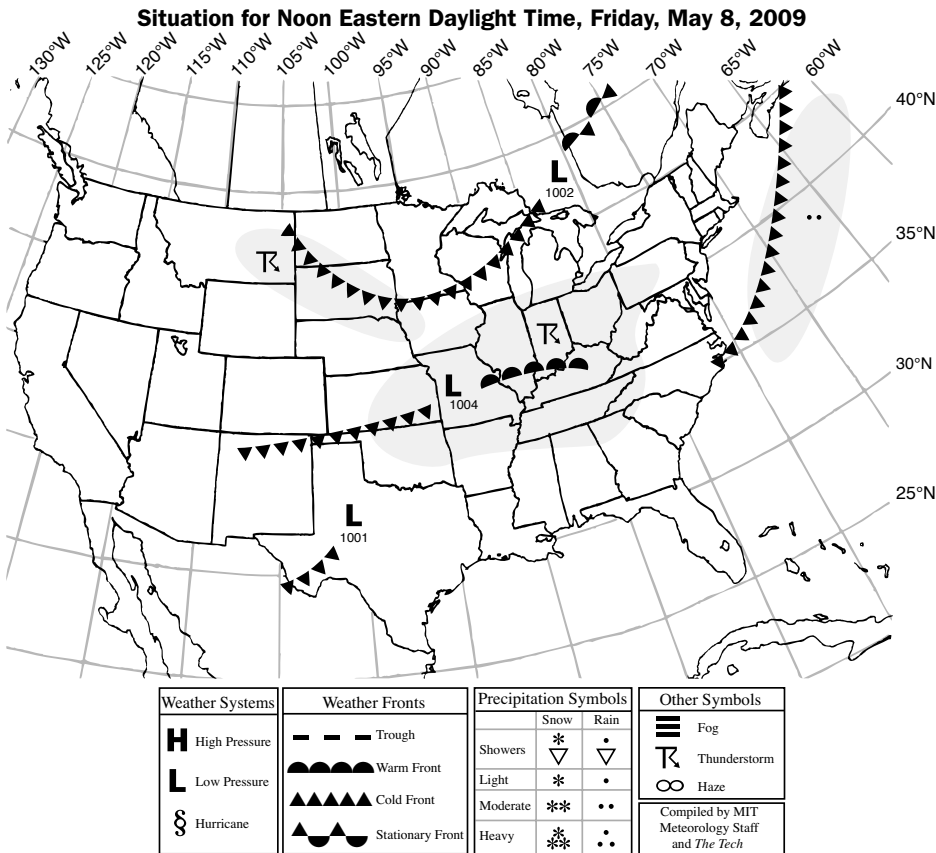 Situation for Noon Eastern Daylight Time, Friday, May 8, 2009
130°W
125°W
120°W
115°W
110°W
105°W
100°W
95°W
90°W
85°W
80°W
75°W
70°W
65°W
60°W
40°N
35°N
30°N
25°N
L
1002
L
1004
L
1001
Weather Systems
H High Pressure
L Low Pressure
Hurricane
Weather Fronts
Trough
Warm Front
Cold Front
Stationary Front
Precipitation Symbols
Snow Rain
Showers
Light
Moderate
Heavy
Other Symbols
Fog
Thunderstorm
Haze
Compiled by MIT
Meteorology Staff
and The Tech